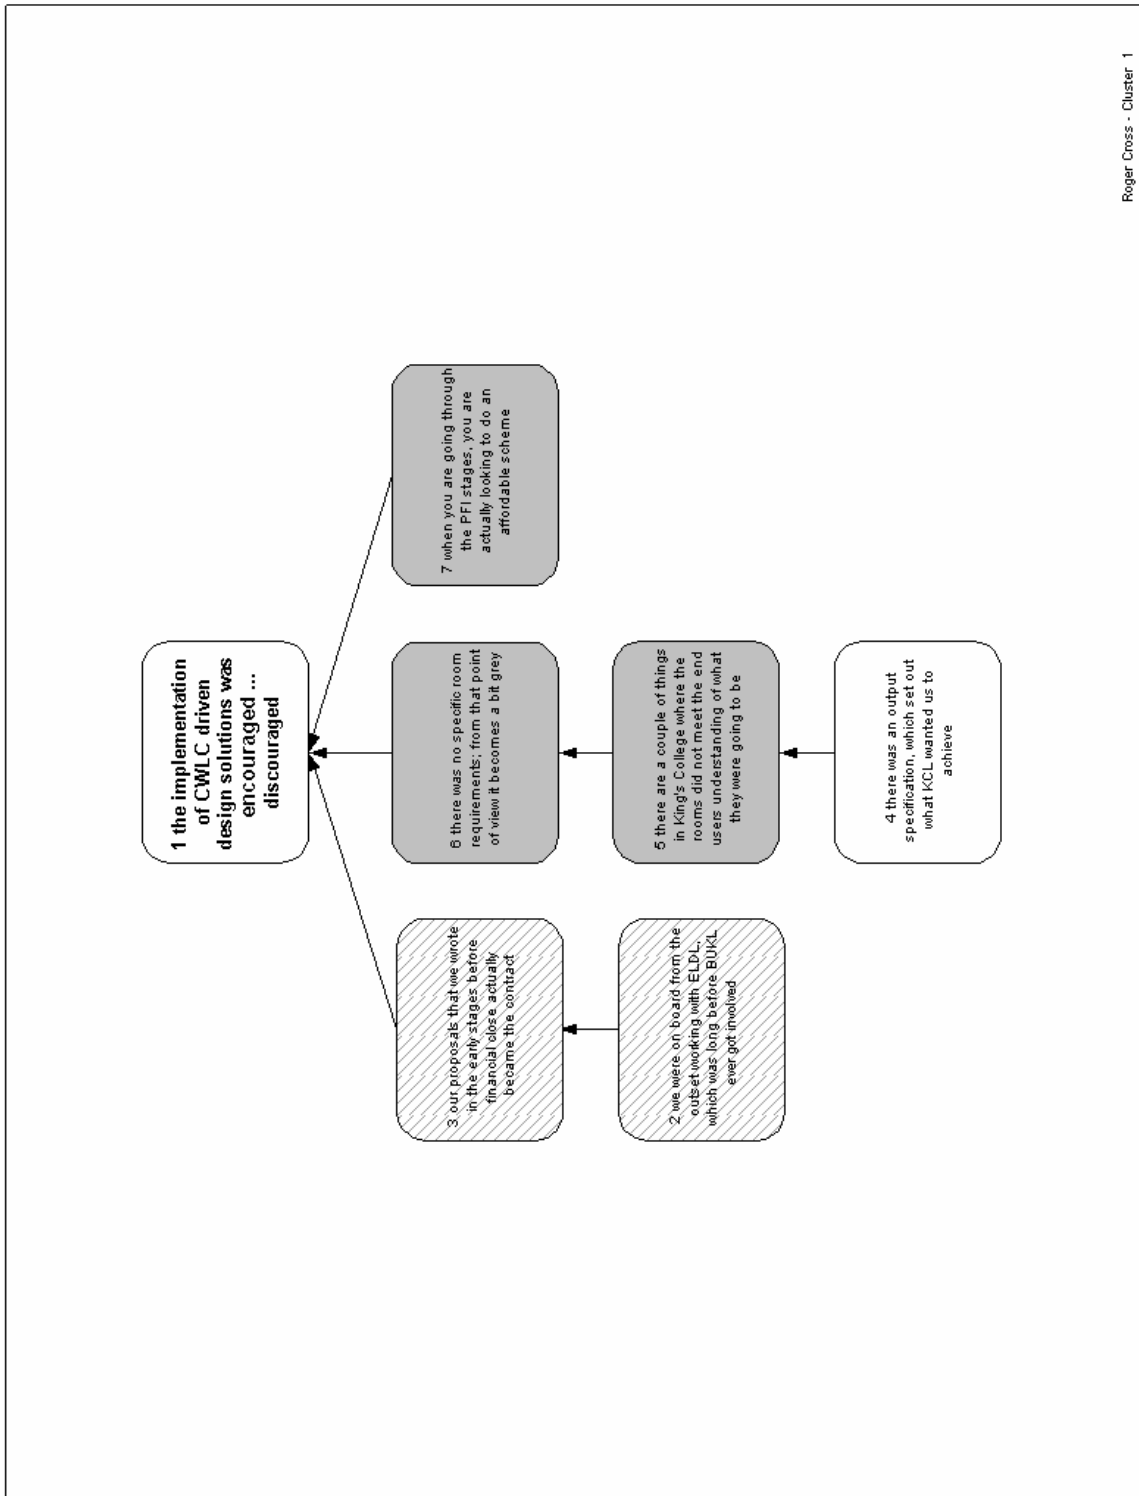 1 the implementation
of CWLC driven
design solutions was
encouraged ...
discouraged
3 our proposals that we wrote
in the early stages before
financial close actually
became the contract
6 there was no specific room
requirements; from that point
of view it becomes a bit grey
7 when you are going through
the PFI stages, you are
actually looking to do an
affordable scheme
2 we were on board from the
outset working with ELDL,
which was long before BUKL
ever got involved
5 there are a couple of things
in King's College where the
rooms did not meet the end
users understanding of what
they were going to be
4 there was an output
specification, which set out
what KCL wanted us to
achieve
Roger Cross - Cluster 1